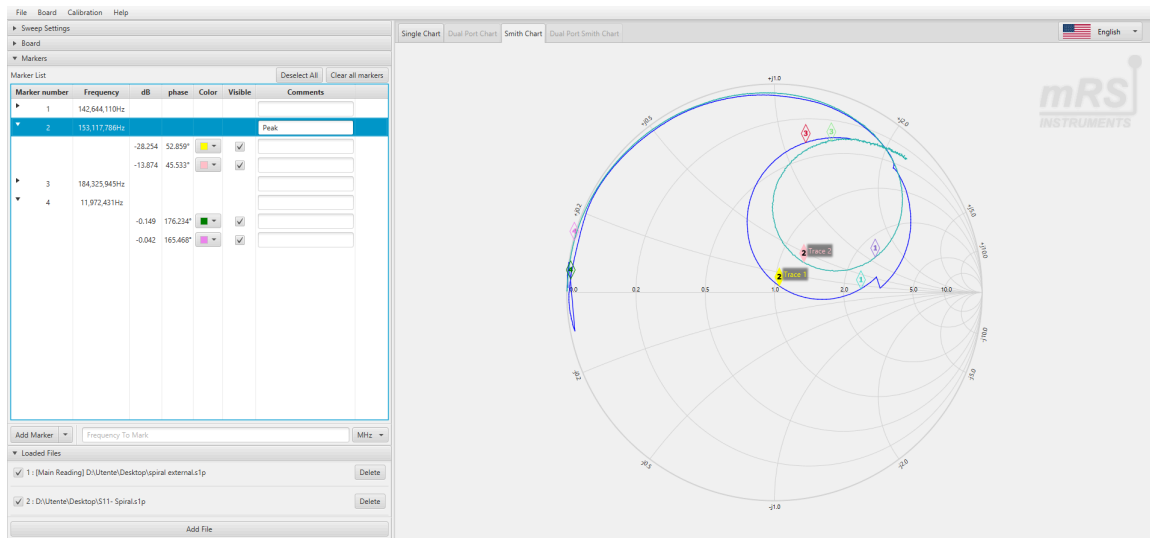 File Board Calibration Help
Sweep Settings
Board
Markers
Marker List Deselect All Clear all markers
Marker number Frequency dB phase Color Visible Comments
1 142,644,110Hz
2 153,117,786Hz Peak
-28.254 52.859°
-13.874 45.533°
3 184,325,945Hz
4 11,972,431Hz
-0.149 176.234°
-0.042 165.468°
Add Marker Frequency To Mark MHz
Loaded Files
1 : [Main Reading] D:\Utente\Desktop\spiral external.s1p Delete
2 : D:\Utente\Desktop\S11- Spiral.s1p Delete
Add File
Single Chart Dual Port Chart Smith Chart Dual Port Smith Chart
English
mRS
INSTRUMENTS
+j1.0
+j0.5
+j2.0
3
3
+j0.2
+j5.0
4
1
+j10.0
2 Trace 2
4
2 Trace 1
1
0.0 0.2 0.5 1.0 2.0 5.0 10.0
-j10.0
-j0.2
-j5.0
-j0.5
-j2.0
-j1.0